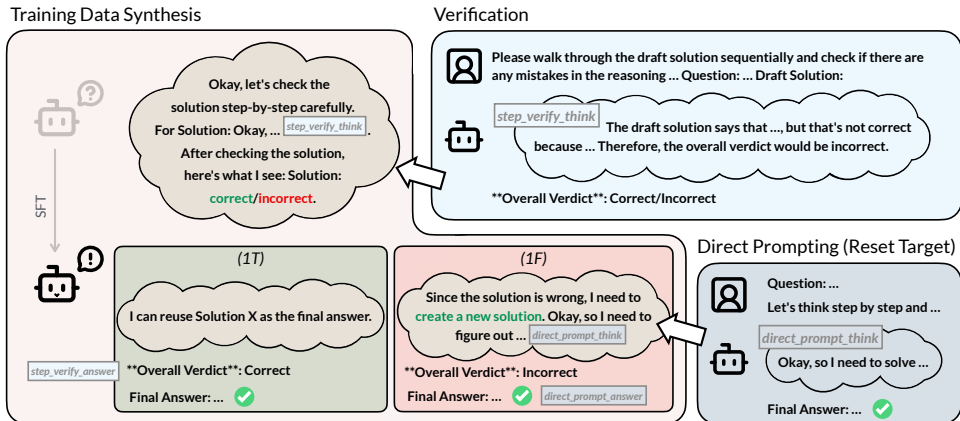 Training Data Synthesis
Okay, let's check the
solution step-by-step carefully.
For Solution: Okay, ... step_verify_think .
After checking the solution,
here's what I see: Solution:
correct/incorrect.
SFT
(1T)
I can reuse Solution X as the final answer.
step_verify_answer
**Overall Verdict**: Correct
Final Answer: ...
(1F)
Since the solution is wrong, I need to
create a new solution. Okay, so I need to
figure out ... direct_prompt_think
**Overall Verdict**: Incorrect
Final Answer: ... direct_prompt_answer
Verification
Please walk through the draft solution sequentially and check if there are
any mistakes in the reasoning ... Question: ... Draft Solution:
step_verify_think
The draft solution says that ..., but that's not correct
because ... Therefore, the overall verdict would be incorrect.
**Overall Verdict**: Correct/Incorrect
Direct Prompting (Reset Target)
Question: ...
Let's think step by step and ...
direct_prompt_think
Okay, so I need to solve ...
Final Answer: ...